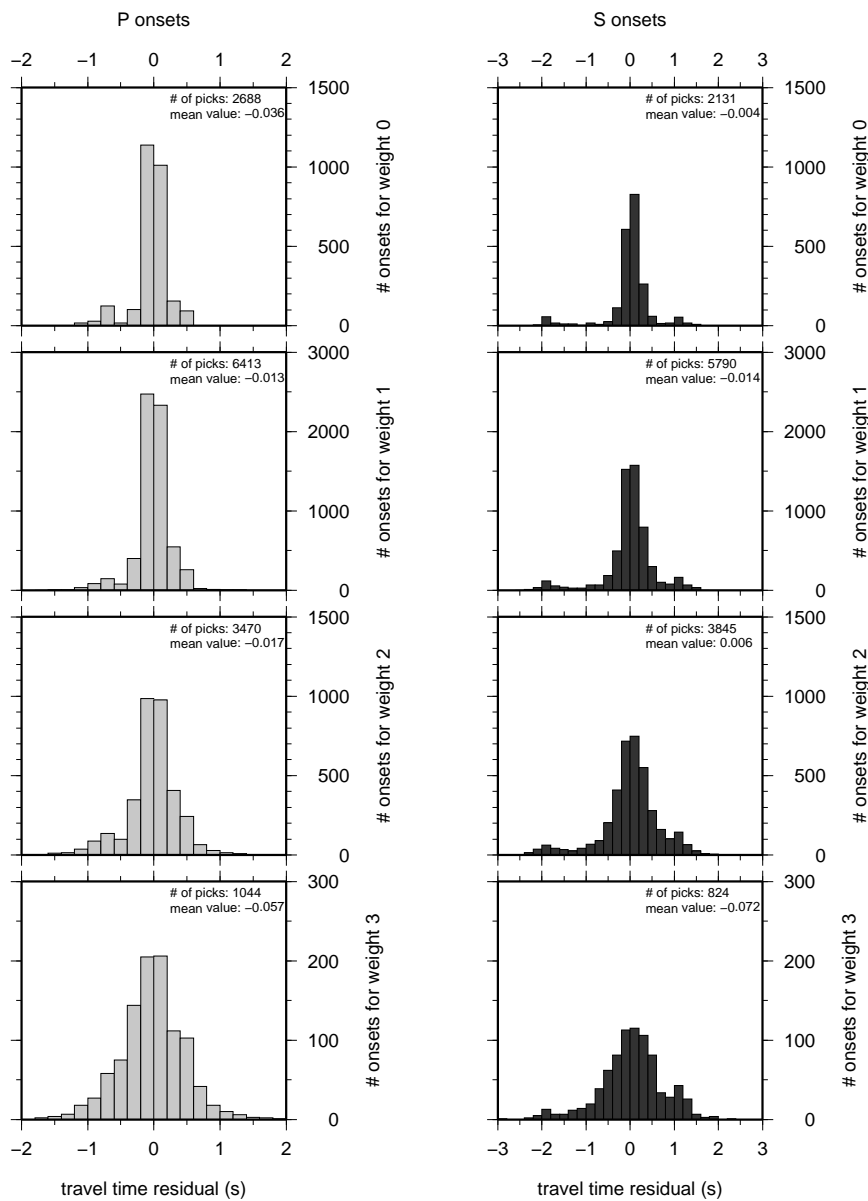 P onsets
−2 −1 0 1 2
0
500
1000
1500
# onsets for weight 0
# of picks: 2688
mean value: −0.036
0
1000
2000
3000
# onsets for weight 1
# of picks: 6413
mean value: −0.013
0
500
1000
1500
# onsets for weight 2
# of picks: 3470
mean value: −0.017
0
100
200
300
# onsets for weight 3
# of picks: 1044
mean value: −0.057
−2 −1 0 1 2
travel time residual (s)
S onsets
−3 −2 −1 0 1 2 3
0
500
1000
1500
# onsets for weight 0
# of picks: 2131
mean value: −0.004
0
1000
2000
3000
# onsets for weight 1
# of picks: 5790
mean value: −0.014
0
500
1000
1500
# onsets for weight 2
# of picks: 3845
mean value: 0.006
0
100
200
300
# onsets for weight 3
# of picks: 824
mean value: −0.072
−3 −2 −1 0 1 2 3
travel time residual (s)